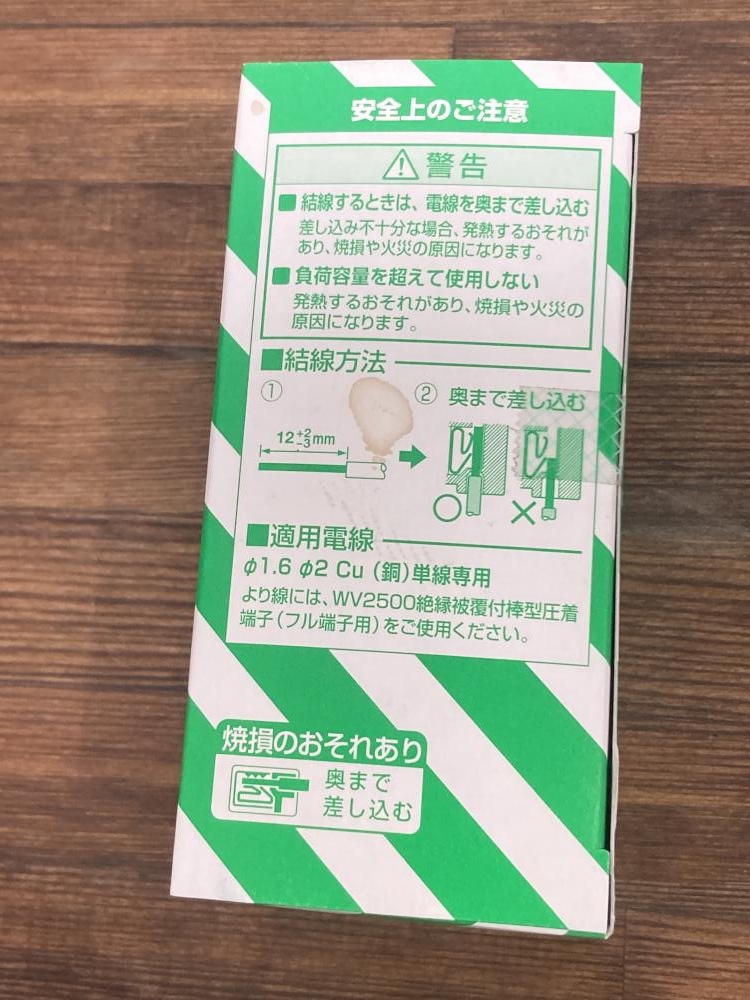 安全上のご注意
警告
■結線するときは、電線を奥まで差し込む
差し込み不十分な場合、発熱するおそれが
あり、焼損や火災の原因になります。
■負荷容量を超えて使用しない
発熱するおそれがあり、焼損や火災の
原因になります。
■結線方法
① ② 奥まで差し込む
12+2-3mm
○ ×
■適用電線
φ1.6 φ2 Cu(銅)単線専用
より線には、WV2500絶縁被覆付棒型圧着
端子(フル端子用)をご使用ください。
焼損のおそれあり
奥まで
差し込む